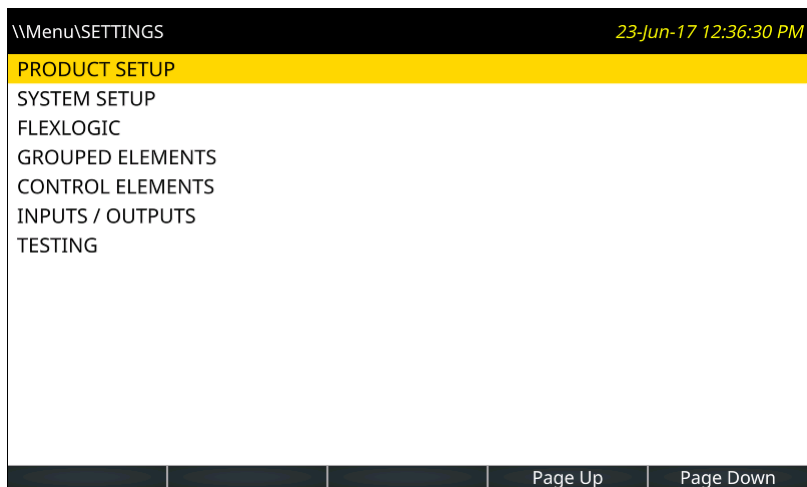 \\Menu\SETTINGS 23-Jun-17 12:36:30 PM
PRODUCT SETUP
SYSTEM SETUP
FLEXLOGIC
GROUPED ELEMENTS
CONTROL ELEMENTS
INPUTS / OUTPUTS
TESTING
Page Up Page Down